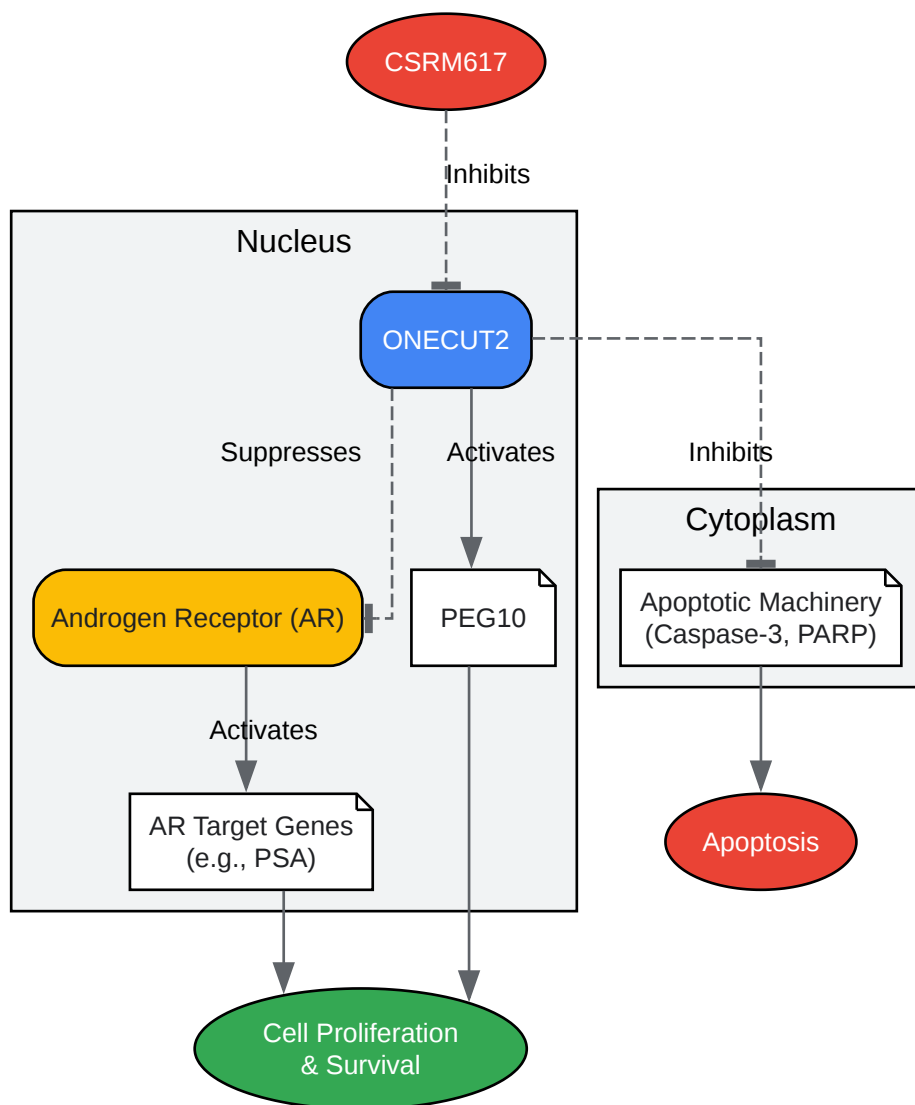 CSRM617
Inhibits
Nucleus
ONECUT2
Suppresses
Activates
Inhibits
Cytoplasm
Androgen Receptor (AR)
PEG10
Apoptotic Machinery
(Caspase-3, PARP)
Activates
AR Target Genes
(e.g., PSA)
Apoptosis
Cell Proliferation
& Survival